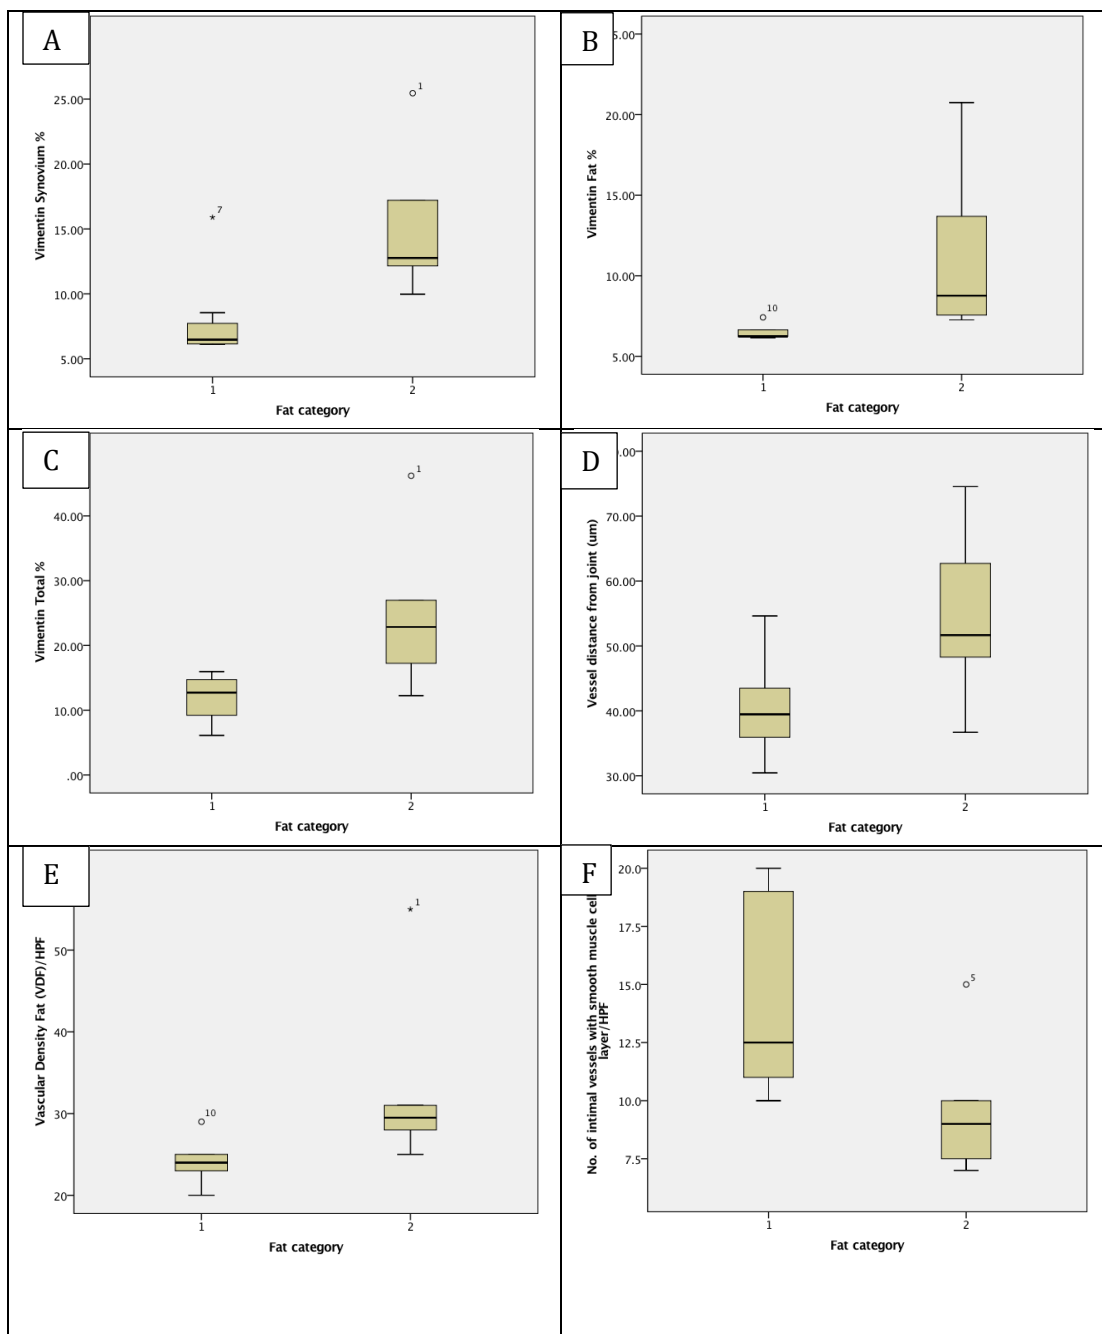 A
Vimentin Synovium %
25.00
20.00
15.00
10.00
5.00
7
1
1
2
Fat category
B
Vimentin Fat %
5.00
20.00
15.00
10.00
5.00
10
1
2
Fat category
C
Vimentin Total %
40.00
30.00
20.00
10.00
.00
1
1
2
Fat category
D
Vessel distance from joint (um)
.00
70.00
60.00
50.00
40.00
30.00
1
2
Fat category
E
Vascular Density Fat (VDF)/HPF
50
40
30
20
10
1
1
2
Fat category
F
No. of intimal vessels with smooth muscle cell
layer/HPF
20.0
17.5
15.0
12.5
10.0
7.5
5
1
2
Fat category